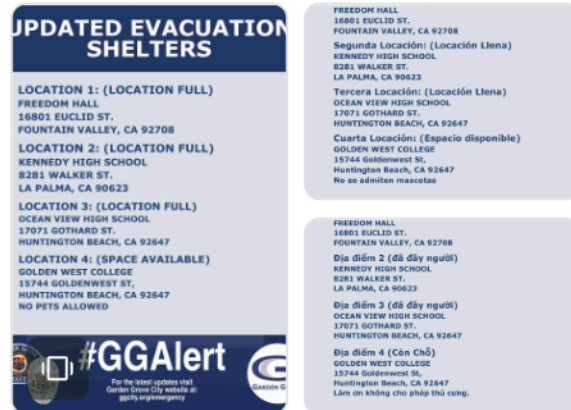 UPDATED EVACUATION
SHELTERS
LOCATION 1: (LOCATION FULL)
FREEDOM HALL
16801 EUCLID ST.
FOUNTAIN VALLEY, CA 92708
LOCATION 2: (LOCATION FULL)
KENNEDY HIGH SCHOOL
8281 WALKER ST.
LA PALMA, CA 90623
LOCATION 3: (LOCATION FULL)
OCEAN VIEW HIGH SCHOOL
17071 GOTHARD ST.
HUNTINGTON BEACH, CA 92647
LOCATION 4: (SPACE AVAILABLE)
GOLDEN WEST COLLEGE
15744 GOLDENWEST ST,
HUNTINGTON BEACH, CA 92647
NO PETS ALLOWED
#GGAlert
For the latest updates visit
Garden Grove City website at:
ggcity.org/emergency
GARDEN G
FREEDOM HALL
16801 EUCLID ST.
FOUNTAIN VALLEY, CA 92708
Segunda Locación: (Locación Llena)
KENNEDY HIGH SCHOOL
8281 WALKER ST.
LA PALMA, CA 90623
Tercera Locación: (Locación Llena)
OCEAN VIEW HIGH SCHOOL
17071 GOTHARD ST.
HUNTINGTON BEACH, CA 92647
Cuarta Locación: (Espacio disponible)
GOLDEN WEST COLLEGE
15744 Goldenwest St,
Huntington Beach, CA 92647
No se admiten mascotas
FREEDOM HALL
16801 EUCLID ST.
FOUNTAIN VALLEY, CA 92708
Địa điểm 2 (đã đầy người)
KENNEDY HIGH SCHOOL
8281 WALKER ST.
LA PALMA, CA 90623
Địa điểm 3 (đã đầy người)
OCEAN VIEW HIGH SCHOOL
17071 GOTHARD ST.
HUNTINGTON BEACH, CA 92647
Địa điểm 4 (Còn Chỗ)
GOLDEN WEST COLLEGE
15744 Goldenwest St,
Huntington Beach, CA 92647
Làm ơn không cho phép thú cưng.